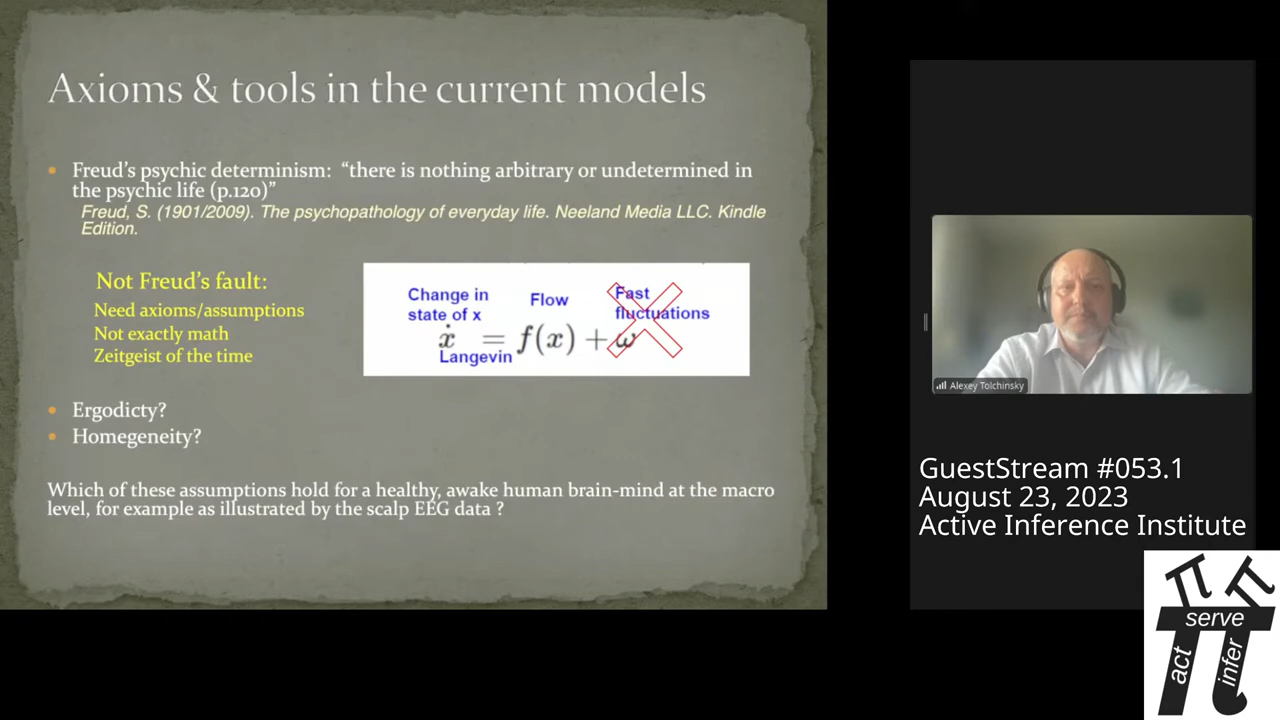 Axioms & tools in the current models
Freud's psychic determinism: "there is nothing arbitrary or undetermined in
the psychic life (p.120)"
Freud, S. (1901/2009). The psychopathology of everyday life. Neeland Media LLC. Kindle
Edition.
Not Freud's fault:
Need axioms/assumptions
Not exactly math
Zeitgeist of the time
Change in
state of x
Flow
Fast
fluctuations
ẋ = f(x) + ω
Langevin
Ergodicty?
Homegeneity?
Which of these assumptions hold for a healthy, awake human brain-mind at the macro
level, for example as illustrated by the scalp EEG data ?
Alexey Tolchinsky
GuestStream #053.1
August 23, 2023
Active Inference Institute
π π
serve
π
act
infer